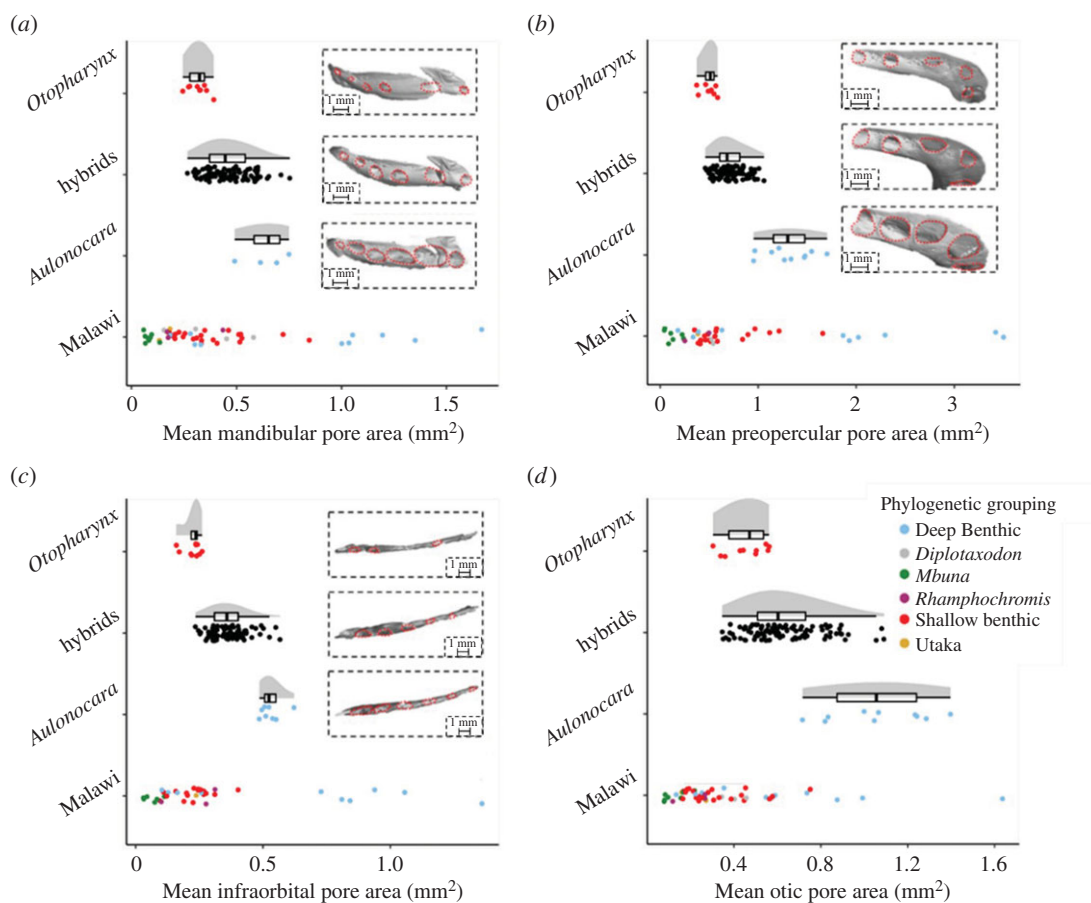 (a)
Otopharynx
hybrids
Aulonocara
Malawi
1 mm
1 mm
1 mm
0 0.5 1.0 1.5
Mean mandibular pore area (mm²)
(b)
Otopharynx
hybrids
Aulonocara
Malawi
1 mm
1 mm
1 mm
0 1 2 3
Mean preopercular pore area (mm²)
(c)
Otopharynx
hybrids
Aulonocara
Malawi
1 mm
1 mm
1 mm
0 0.5 1.0
Mean infraorbital pore area (mm²)
(d)
Otopharynx
hybrids
Aulonocara
Malawi
Phylogenetic grouping
Deep Benthic
Diplotaxodon
Mbuna
Rhamphochromis
Shallow benthic
Utaka
0.4 0.8 1.2 1.6
Mean otic pore area (mm²)